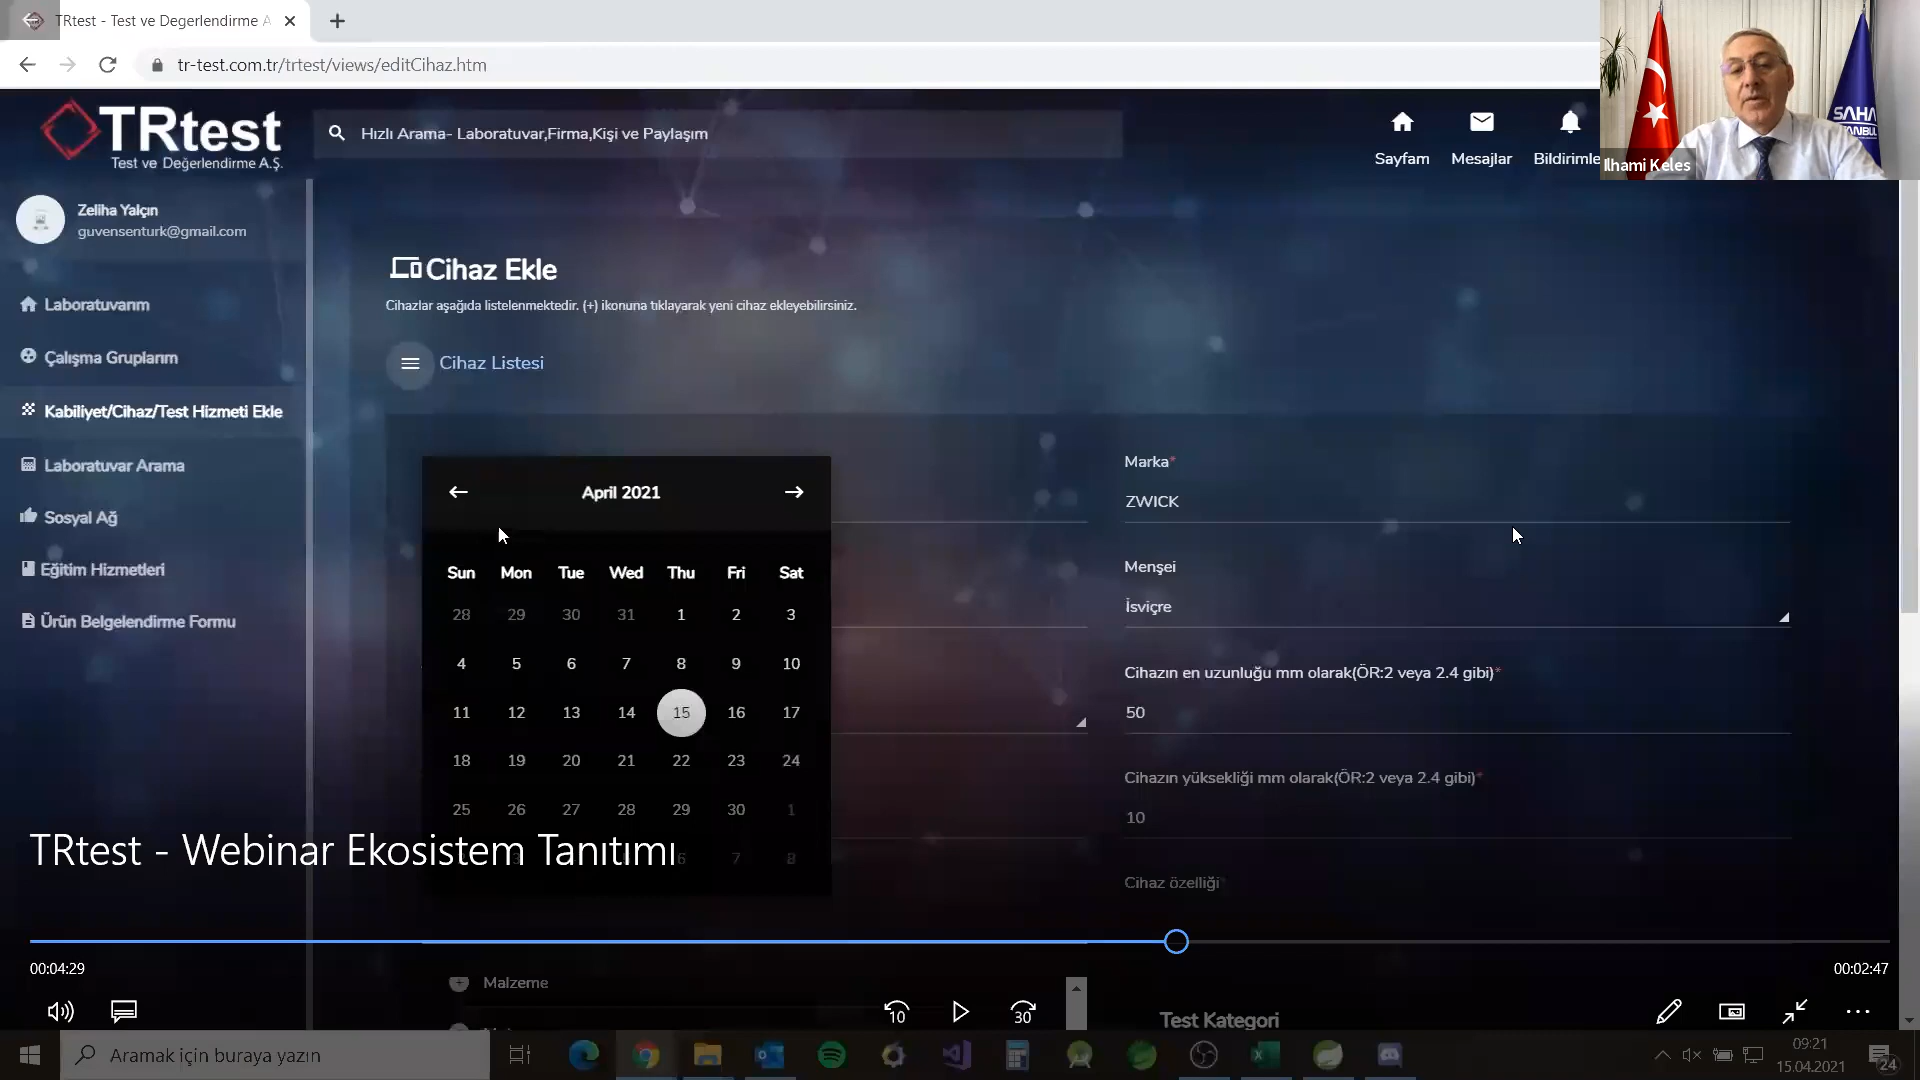 TRtest - Test ve Degerlendirme A
tr-test.com.tr/trtest/views/editCihaz.htm
TRtest
Test ve Değerlendirme A.Ş.
Hızlı Arama- Laboratuvar,Firma,Kişi ve Paylaşım
Sayfam
Mesajlar
Bildirimle
SAHA
Ilhami Keles
Zeliha Yalçın
guvensenturk@gmail.com
Laboratuvarım
Çalışma Gruplarım
Kabiliyet/Cihaz/Test Hizmeti Ekle
Laboratuvar Arama
Sosyal Ağ
Eğitim Hizmetleri
Ürün Belgelendirme Formu
Cihaz Ekle
Cihazlar aşağıda listelenmektedir. (+) ikonuna tıklayarak yeni cihaz ekleyebilirsiniz.
Cihaz Listesi
April 2021
Sun Mon Tue Wed Thu Fri Sat
28 29 30 31 1 2 3
4 5 6 7 8 9 10
11 12 13 14 15 16 17
18 19 20 21 22 23 24
25 26 27 28 29 30 1
6 7 8
Marka*
ZWICK
Menşei
İsviçre
Cihazın en uzunluğu mm olarak(ÖR:2 veya 2.4 gibi)*
50
Cihazın yüksekliği mm olarak(ÖR:2 veya 2.4 gibi)*
10
Cihaz özelliği
TRtest - Webinar Ekosistem Tanıtımı
00:04:29
00:02:47
Malzeme
Test Kategori
10
30
Aramak için buraya yazın
09:21
15.04.2021
24